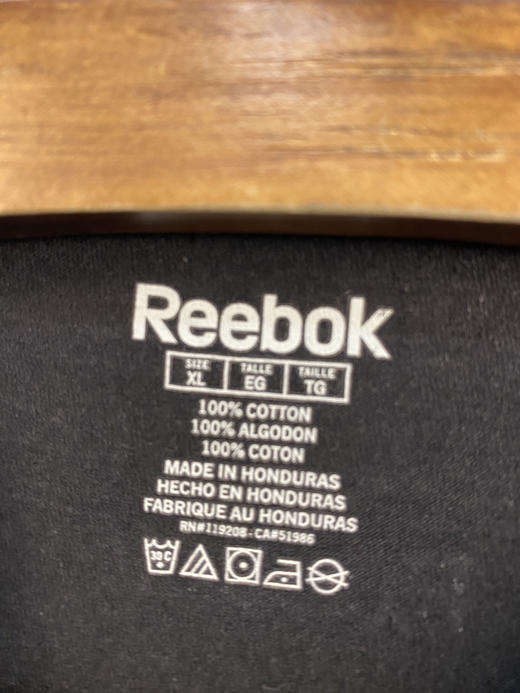 Reebok
SIZE TALLE TAILLE
XL EG TG
100% COTTON
100% ALGODON
100% COTON
MADE IN HONDURAS
HECHO EN HONDURAS
FABRIQUE AU HONDURAS
RN#119208-CA#51986
30 C